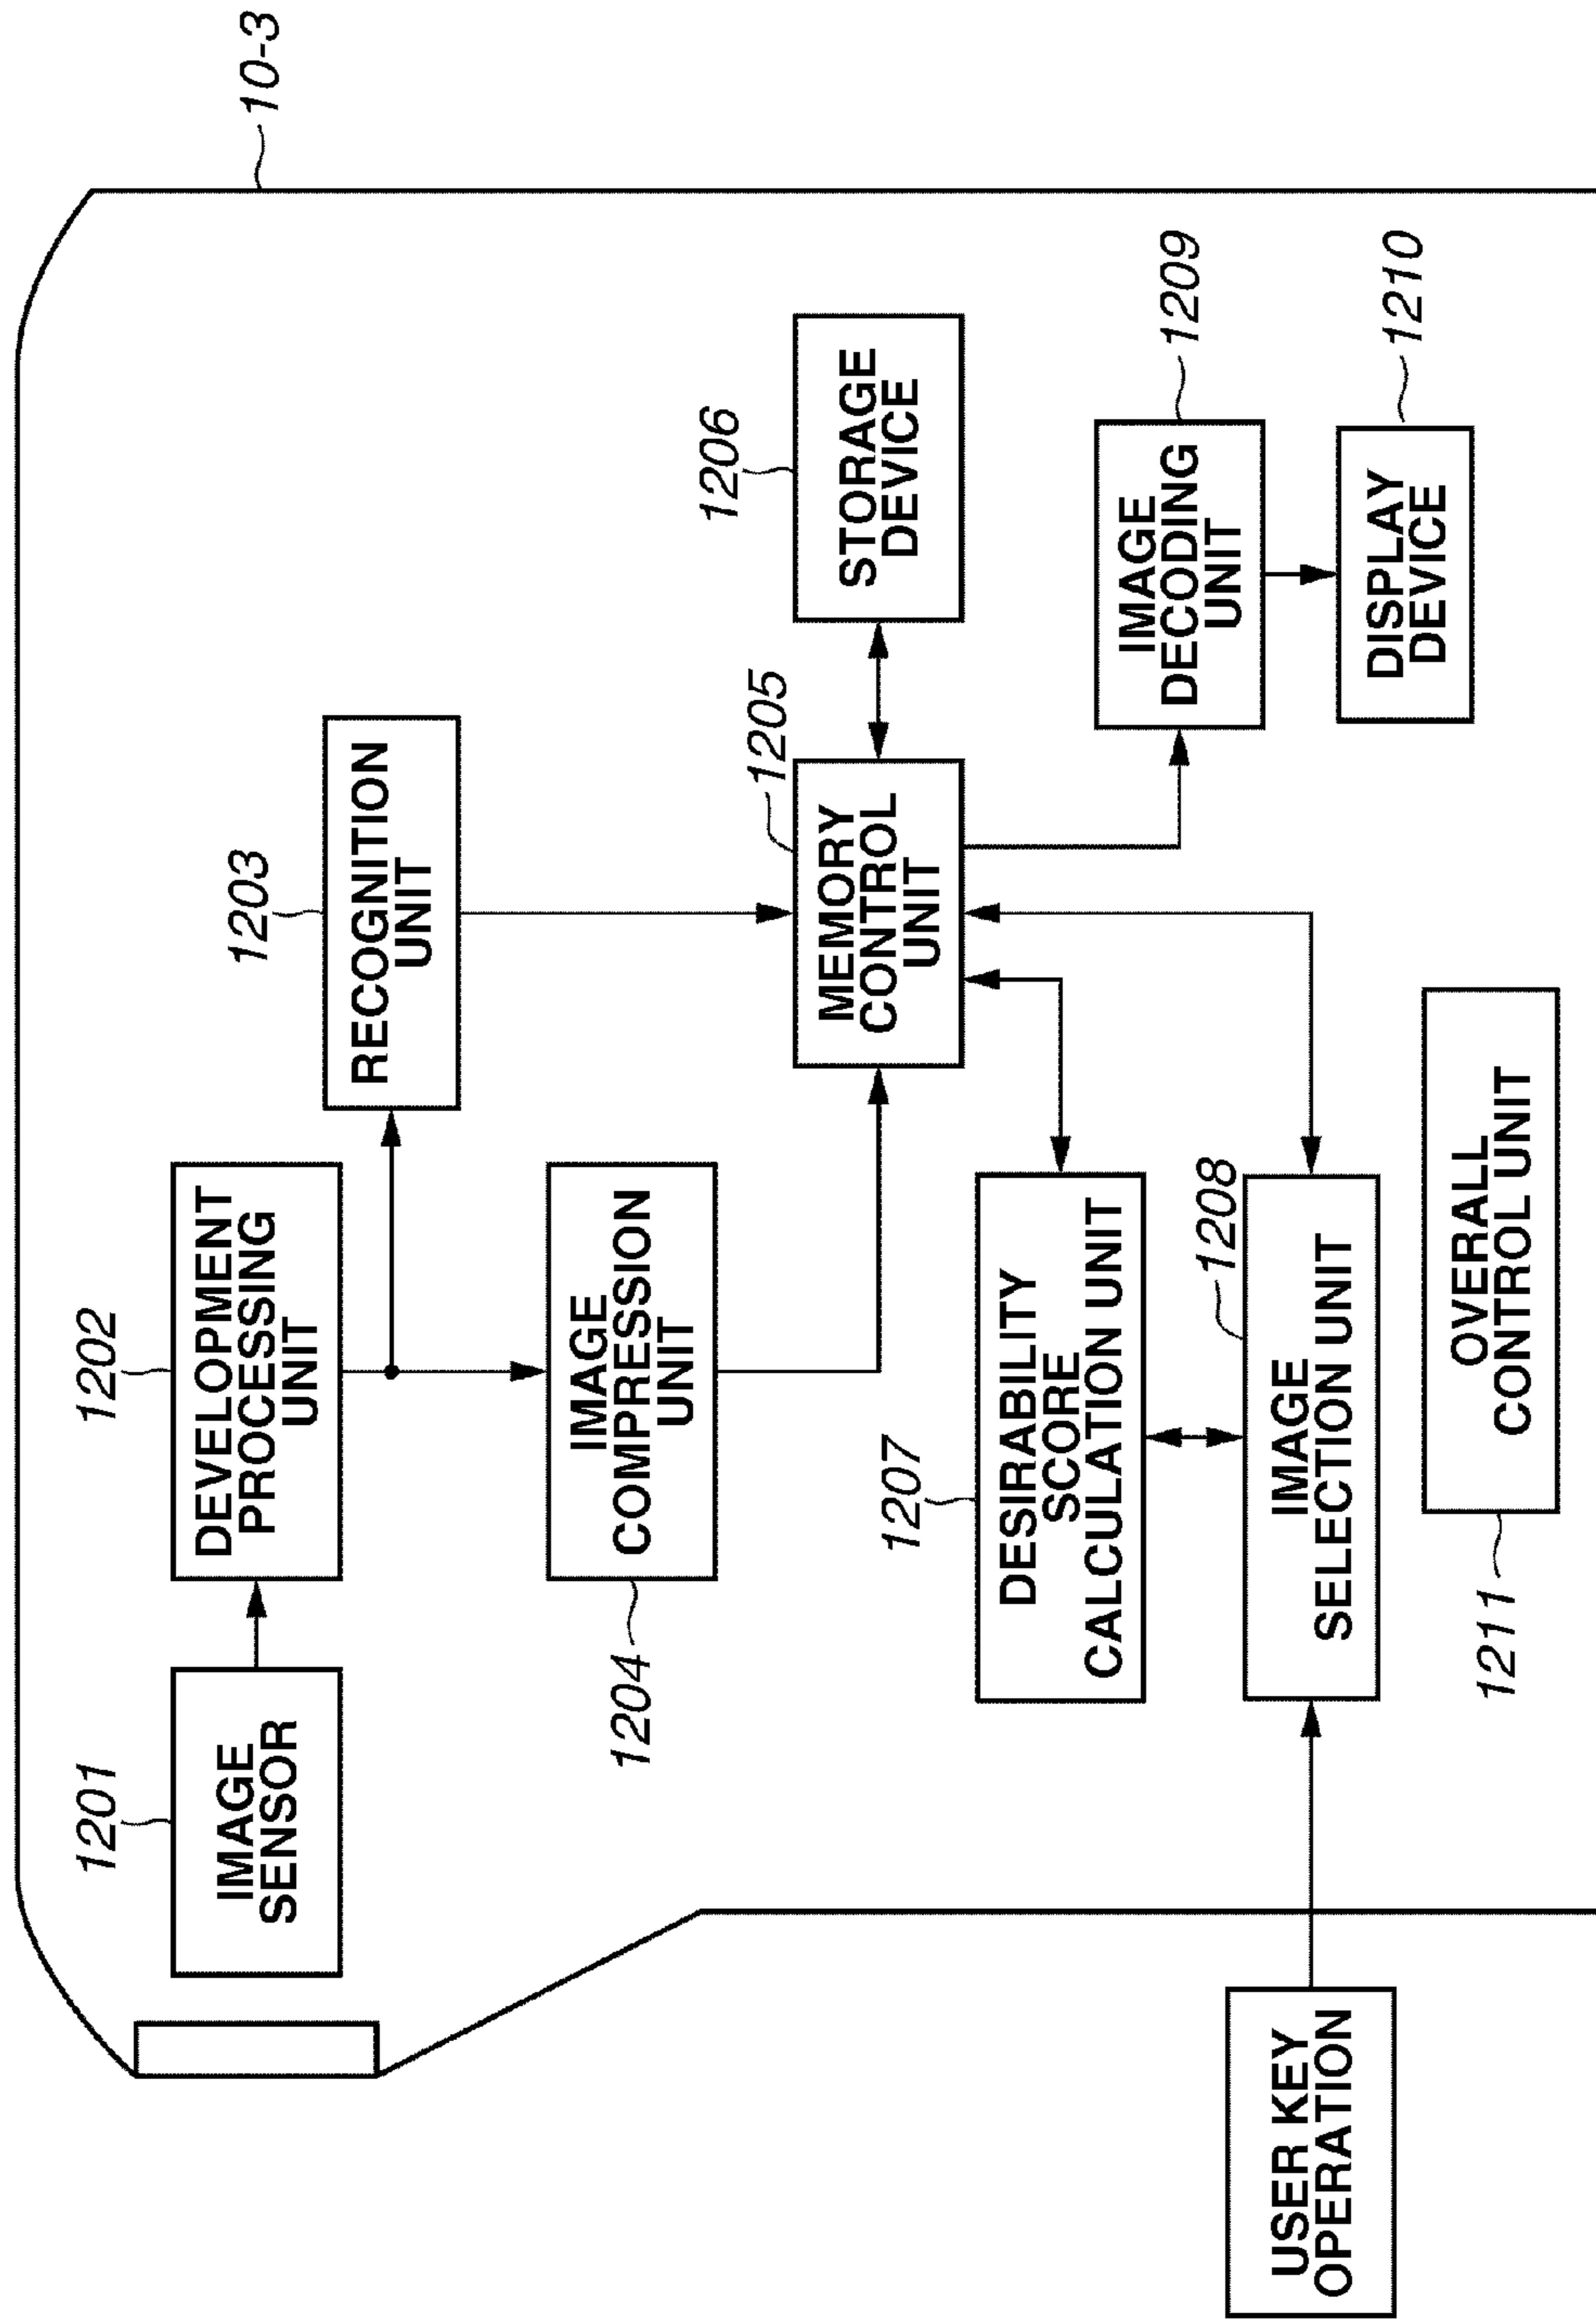 10-3
1201
IMAGE
SENSOR
1202
DEVELOPMENT
PROCESSING
UNIT
1203
RECOGNITION
UNIT
1204
IMAGE
COMPRESSION
UNIT
1205
MEMORY
CONTROL
UNIT
1206
STORAGE
DEVICE
1207
DESIRABILITY
SCORE
CALCULATION UNIT
1208
IMAGE
SELECTION UNIT
1209
IMAGE
DECODING
UNIT
1210
DISPLAY
DEVICE
1211
OVERALL
CONTROL UNIT
USER KEY
OPERATION